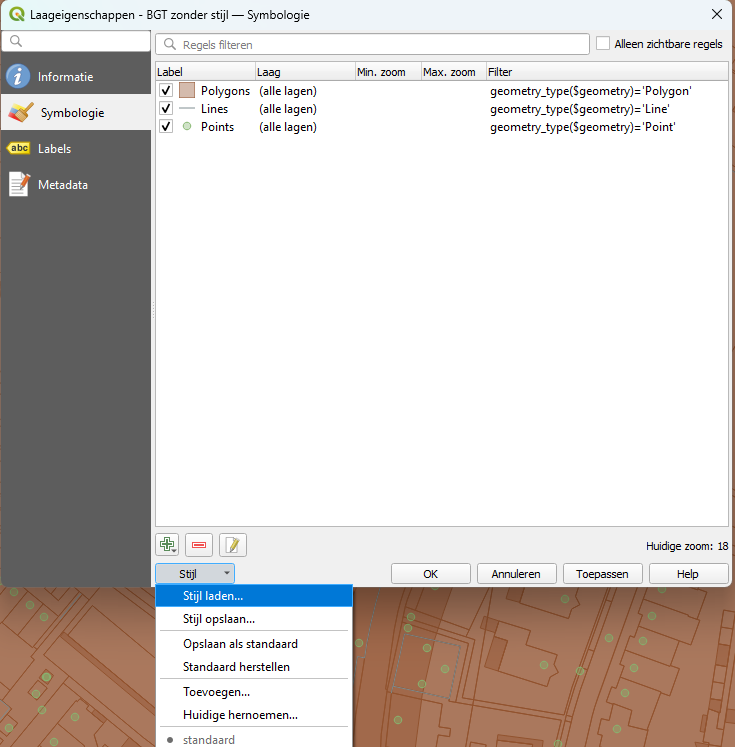 Laageigenschappen - BGT zonder stijl — Symbologie
Regels filteren
Alleen zichtbare regels
Informatie
Symbologie
abc Labels
Metadata
Label Laag Min. zoom Max. zoom Filter
Polygons (alle lagen) geometry_type($geometry)='Polygon'
Lines (alle lagen) geometry_type($geometry)='Line'
Points (alle lagen) geometry_type($geometry)='Point'
Huidige zoom: 18
Stijl OK Annuleren Toepassen Help
Stijl laden...
Stijl opslaan...
Opslaan als standaard
Standaard herstellen
Toevoegen...
Huidige hernoemen...
standaard